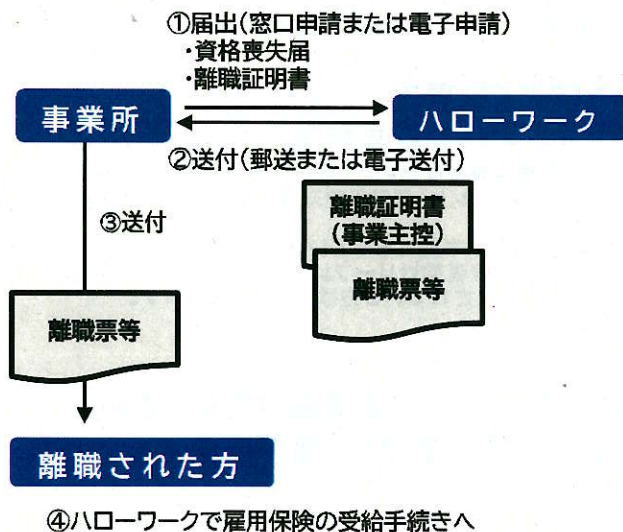 ①届出(窓口申請または電子申請)
・資格喪失届
・離職証明書
事業所
ハローワーク
②送付(郵送または電子送付)
離職証明書
(事業主控)
離職票等
③送付
離職票等
離職された方
④ハローワークで雇用保険の受給手続きへ